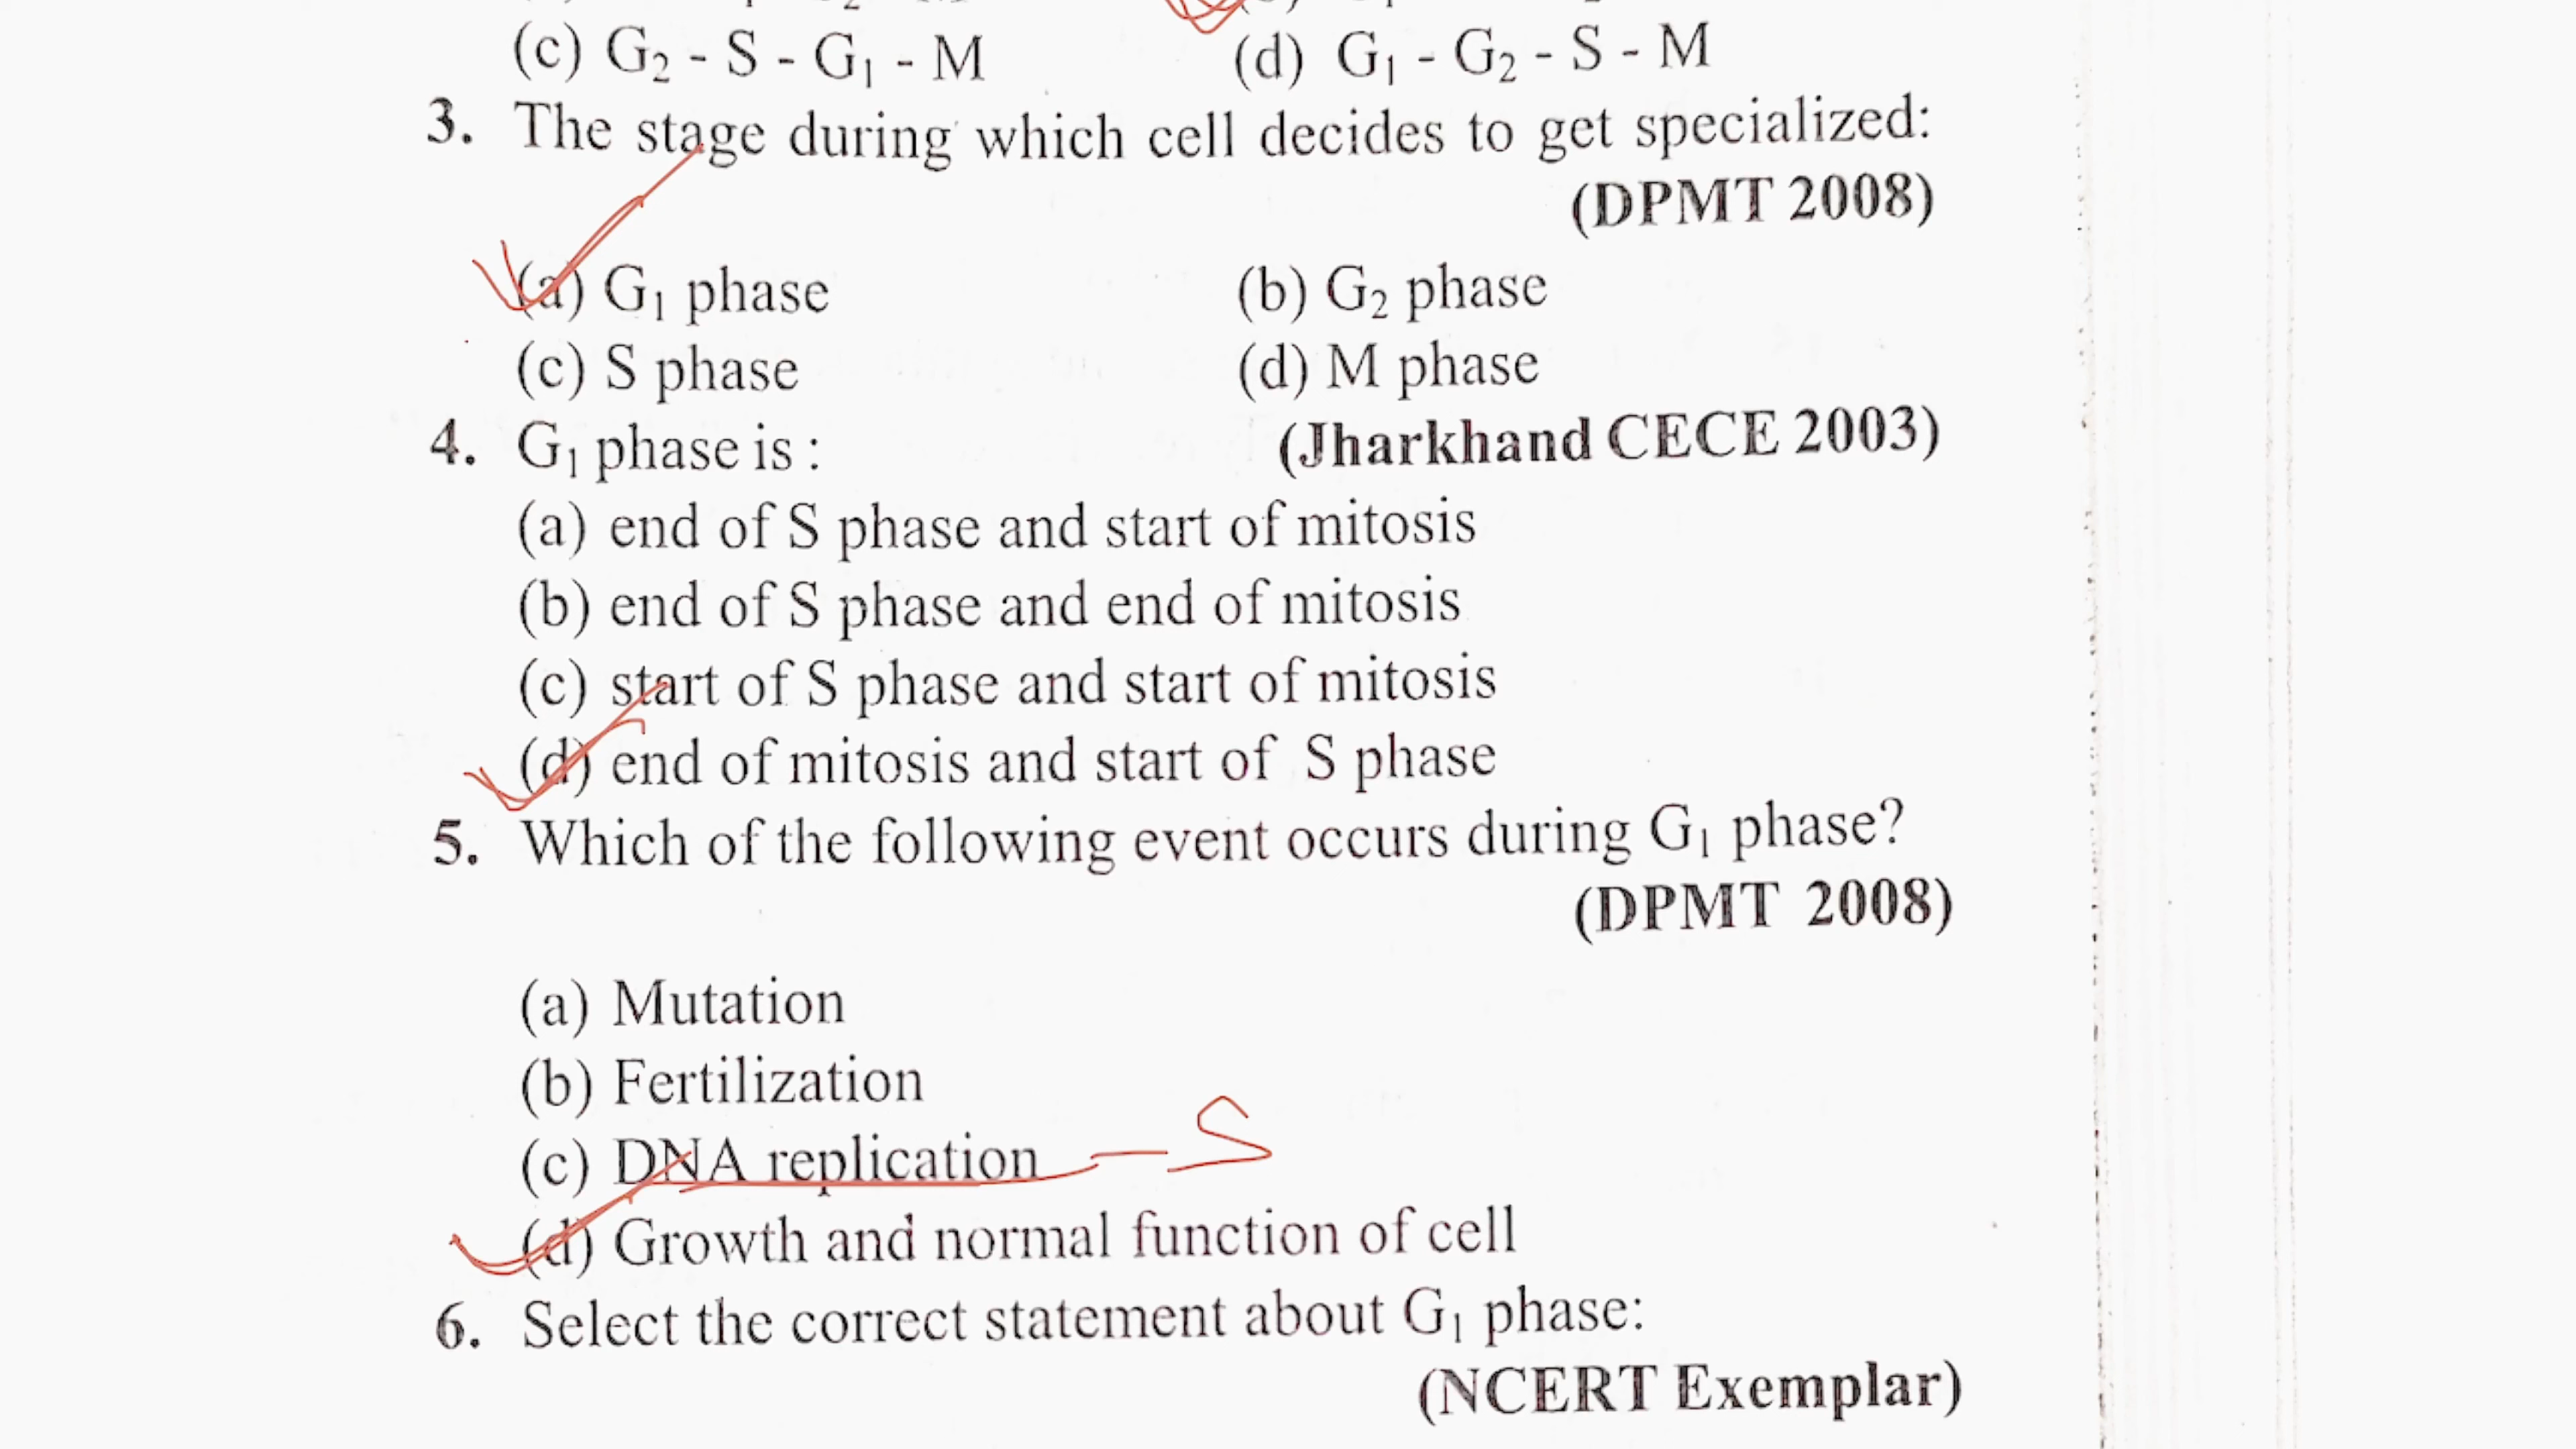 (c) G₂ - S - G₁ - M (d) G₁ - G₂ - S - M
3. The stage during which cell decides to get specialized:
(DPMT 2008)
(a) G₁ phase (b) G₂ phase
(c) S phase (d) M phase
4. G₁ phase is : (Jharkhand CECE 2003)
(a) end of S phase and start of mitosis
(b) end of S phase and end of mitosis
(c) start of S phase and start of mitosis
(d) end of mitosis and start of S phase
5. Which of the following event occurs during G₁ phase?
(DPMT 2008)
(a) Mutation
(b) Fertilization
(c) DNA replication — S
(d) Growth and normal function of cell
6. Select the correct statement about G₁ phase:
(NCERT Exemplar)